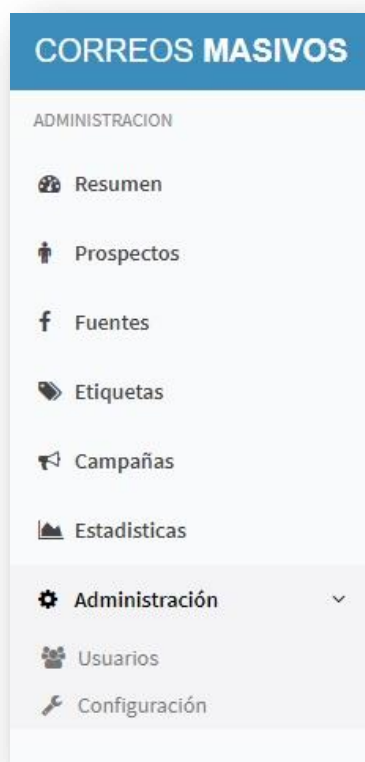 CORREOS MASIVOS
ADMINISTRACION
Resumen
Prospectos
Fuentes
Etiquetas
Campañas
Estadisticas
Administración
Usuarios
Configuración